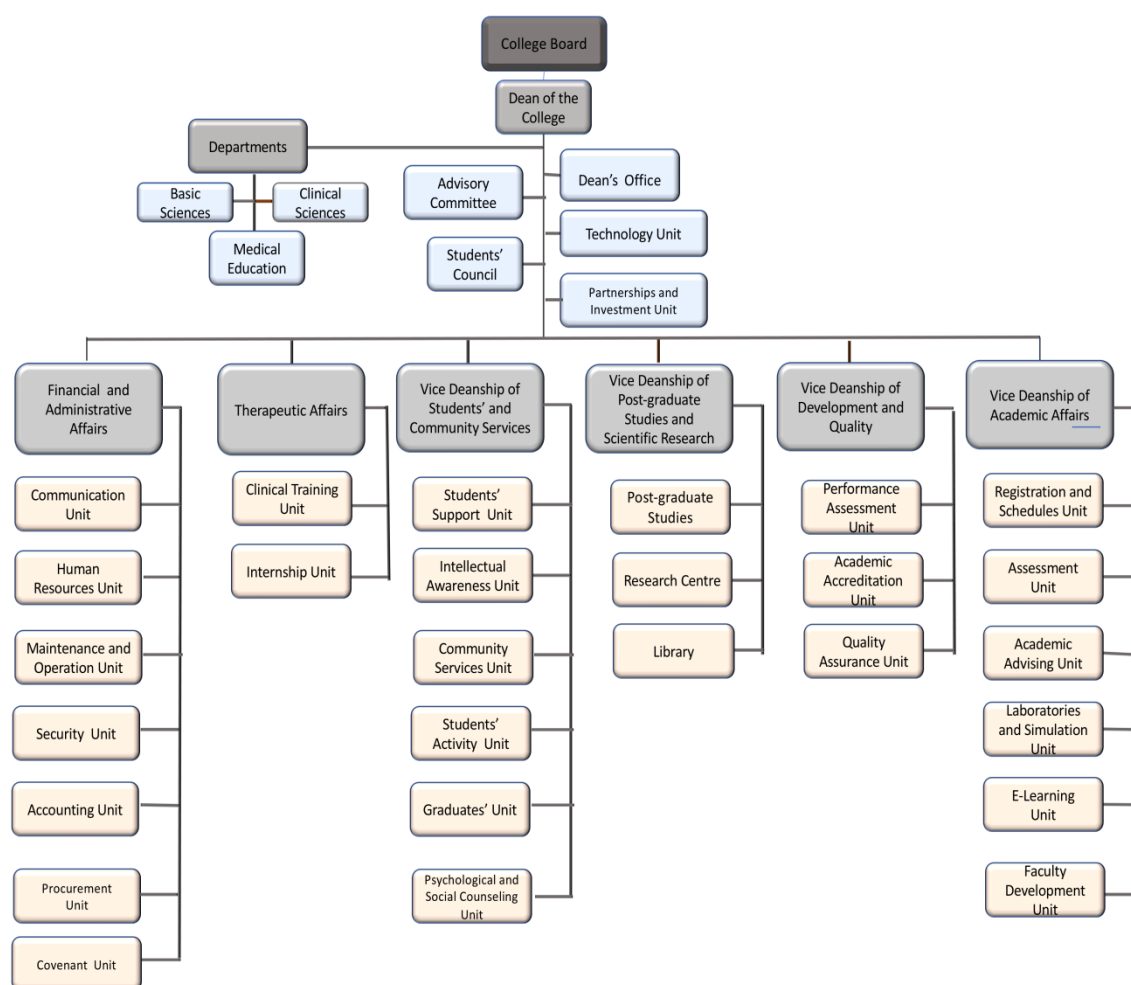 College Board
Dean of the
College
Departments
Basic
Sciences
Clinical
Sciences
Medical
Education
Advisory
Committee
Students'
Council
Dean's Office
Technology Unit
Partnerships and
Investment Unit
Financial and
Administrative
Affairs
Communication
Unit
Human
Resources Unit
Maintenance and
Operation Unit
Security Unit
Accounting Unit
Procurement
Unit
Covenant Unit
Therapeutic Affairs
Clinical Training
Unit
Internship Unit
Vice Deanship of
Students' and
Community Services
Students'
Support Unit
Intellectual
Awareness Unit
Community
Services Unit
Students'
Activity Unit
Graduates' Unit
Psychological and
Social Counseling
Unit
Vice Deanship of
Post-graduate
Studies and
Scientific Research
Post-graduate
Studies
Research Centre
Library
Vice Deanship of
Development and
Quality
Performance
Assessment
Unit
Academic
Accreditation
Unit
Quality
Assurance Unit
Vice Deanship of
Academic Affairs
Registration and
Schedules Unit
Assessment
Unit
Academic
Advising Unit
Laboratories
and Simulation
Unit
E-Learning
Unit
Faculty
Development
Unit